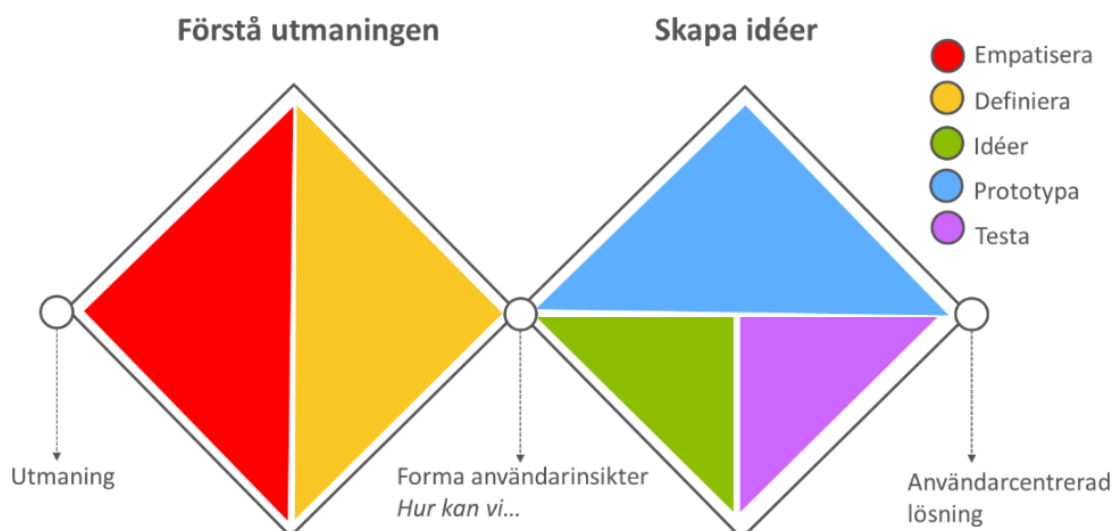 Förstå utmaningen
Skapa idéer
Empatisera
Definiera
Idéer
Prototypa
Testa
Utmaning
Forma användarinsikter
Hur kan vi...
Användarcentrerad
lösning